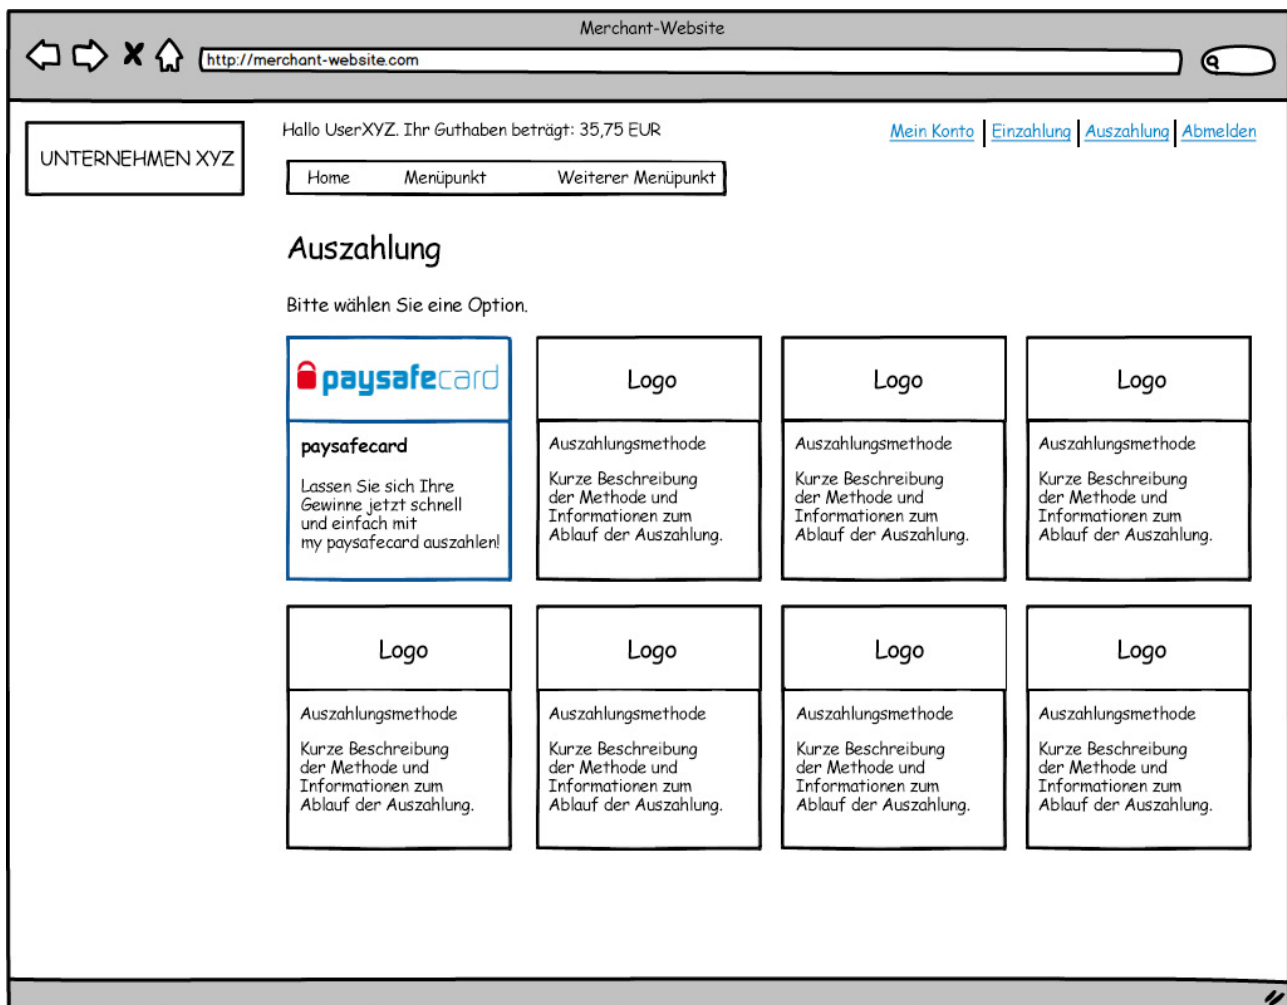 Merchant-Website
http://merchant-website.com
UNTERNEHMEN XYZ
Hallo UserXYZ. Ihr Guthaben beträgt: 35,75 EUR
Mein Konto Einzahlung Auszahlung Abmelden
Home Menüpunkt Weiterer Menüpunkt
Auszahlung
Bitte wählen Sie eine Option.
paysafecard
paysafecard
Lassen Sie sich Ihre
Gewinne jetzt schnell
und einfach mit
my paysafecard auszahlen!
Logo
Auszahlungsmethode
Kurze Beschreibung
der Methode und
Informationen zum
Ablauf der Auszahlung.
Logo
Auszahlungsmethode
Kurze Beschreibung
der Methode und
Informationen zum
Ablauf der Auszahlung.
Logo
Auszahlungsmethode
Kurze Beschreibung
der Methode und
Informationen zum
Ablauf der Auszahlung.
Logo
Auszahlungsmethode
Kurze Beschreibung
der Methode und
Informationen zum
Ablauf der Auszahlung.
Logo
Auszahlungsmethode
Kurze Beschreibung
der Methode und
Informationen zum
Ablauf der Auszahlung.
Logo
Auszahlungsmethode
Kurze Beschreibung
der Methode und
Informationen zum
Ablauf der Auszahlung.
Logo
Auszahlungsmethode
Kurze Beschreibung
der Methode und
Informationen zum
Ablauf der Auszahlung.